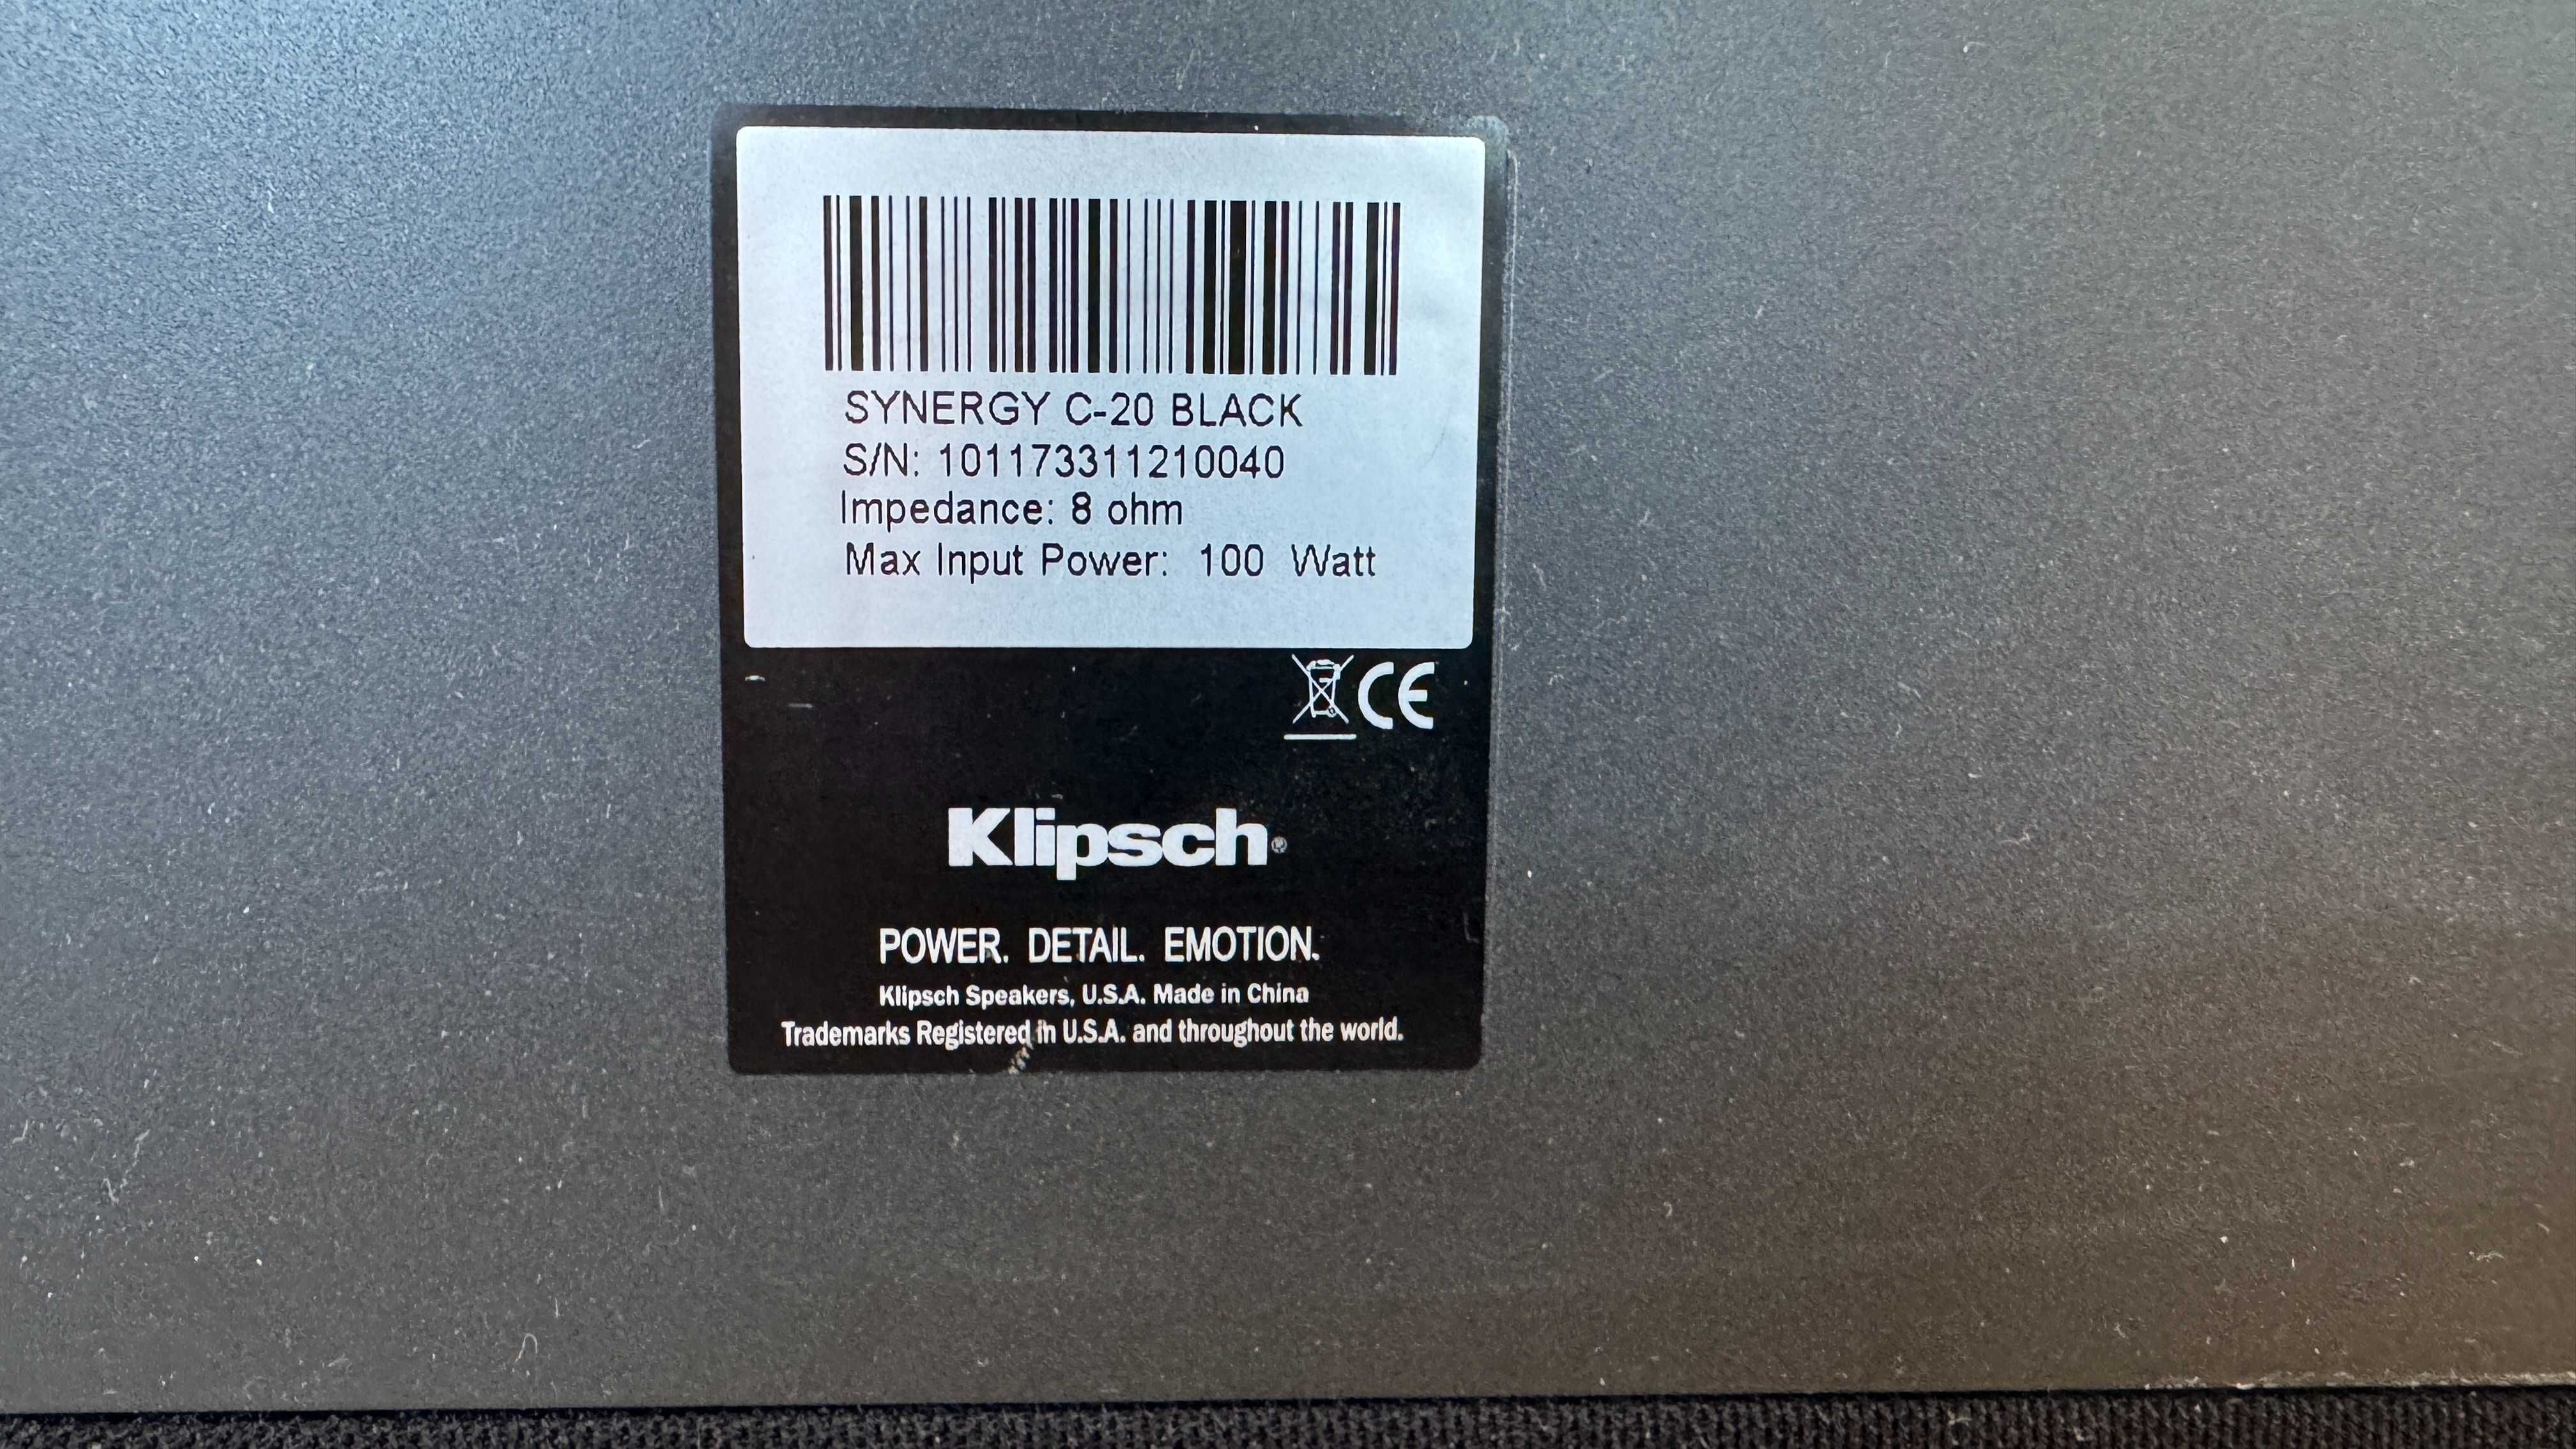 SYNERGY C-20 BLACK
S/N: 101173311210040
Impedance: 8 ohm
Max Input Power: 100 Watt
CE
Klipsch®
POWER. DETAIL. EMOTION.
Klipsch Speakers, U.S.A. Made in China
Trademarks Registered in U.S.A. and throughout the world.